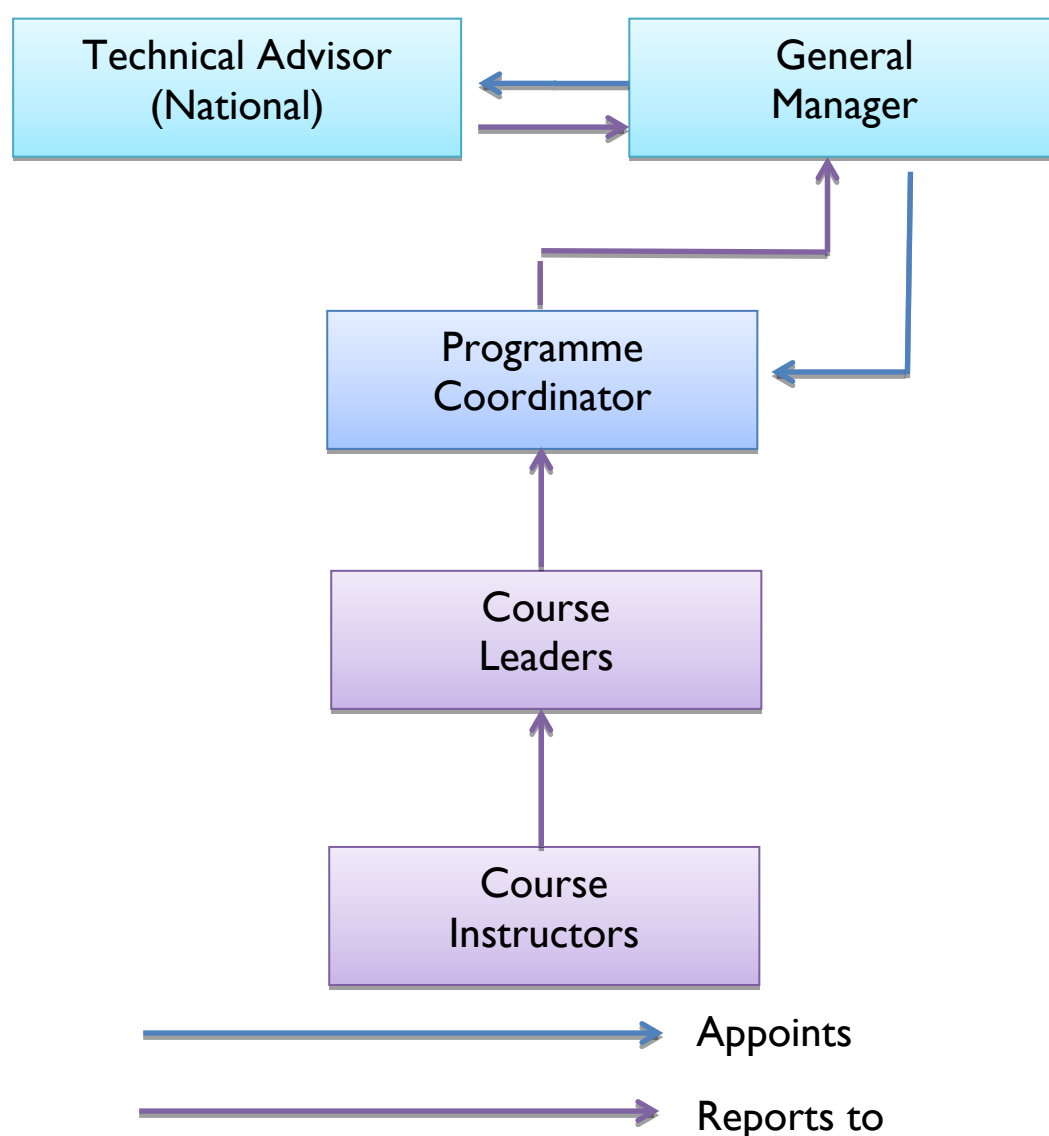 Technical Advisor
(National)
General
Manager
Programme
Coordinator
Course
Leaders
Course
Instructors
Appoints
Reports to